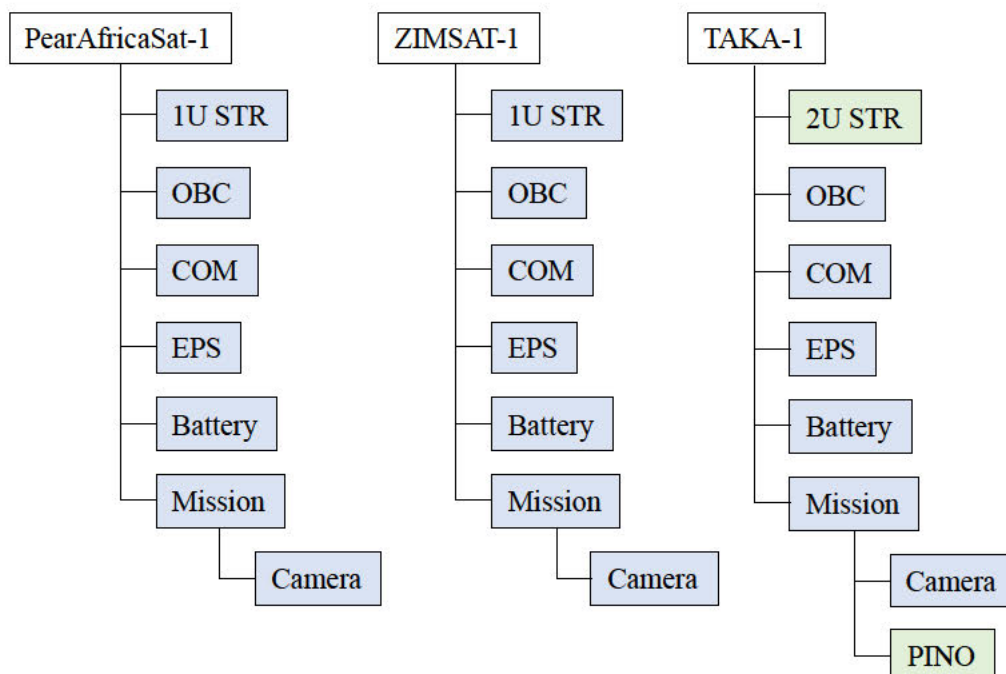 PearAfricaSat-1
1U STR
OBC
COM
EPS
Battery
Mission
Camera
ZIMSAT-1
1U STR
OBC
COM
EPS
Battery
Mission
Camera
TAKA-1
2U STR
OBC
COM
EPS
Battery
Mission
Camera
PINO